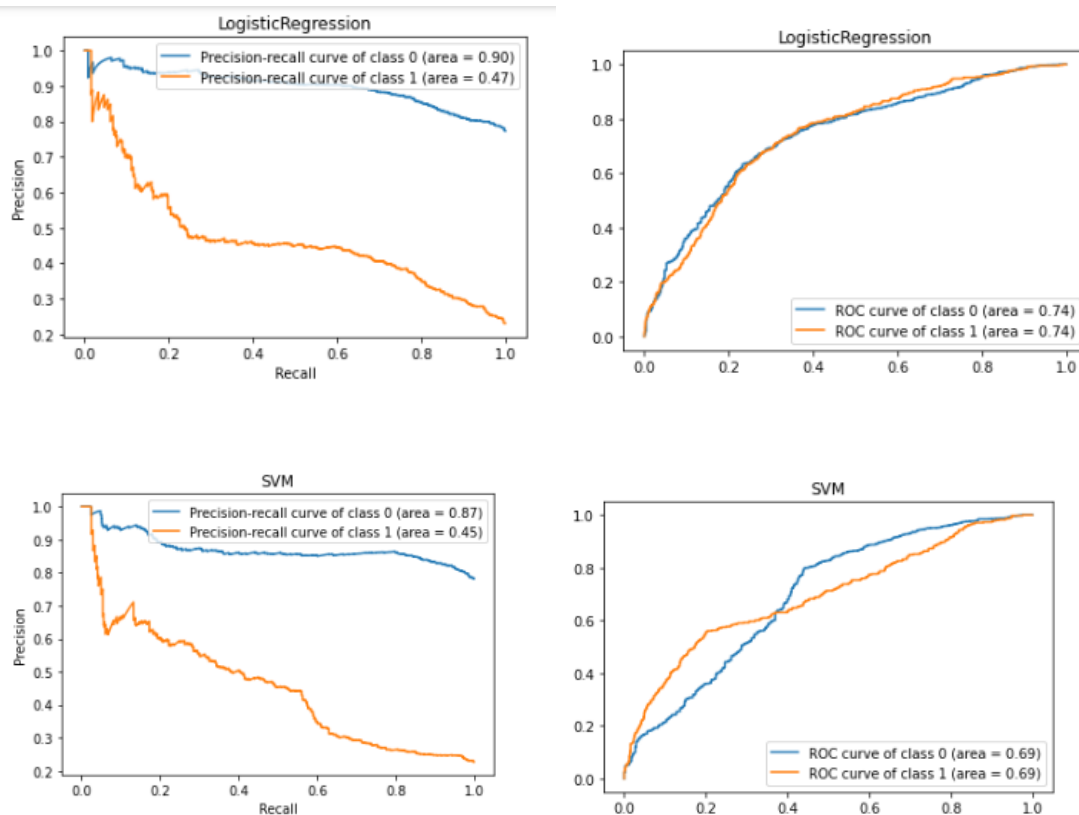 LogisticRegression
1.0
0.9
0.8
0.7
0.6
0.5
0.4
0.3
0.2
Precision
Precision-recall curve of class 0 (area = 0.90)
Precision-recall curve of class 1 (area = 0.47)
0.0 0.2 0.4 0.6 0.8 1.0
Recall
LogisticRegression
1.0
0.8
0.6
0.4
0.2
0.0
ROC curve of class 0 (area = 0.74)
ROC curve of class 1 (area = 0.74)
0.0 0.2 0.4 0.6 0.8 1.0
SVM
1.0
0.9
0.8
0.7
0.6
0.5
0.4
0.3
0.2
Precision
Precision-recall curve of class 0 (area = 0.87)
Precision-recall curve of class 1 (area = 0.45)
0.0 0.2 0.4 0.6 0.8 1.0
Recall
SVM
1.0
0.8
0.6
0.4
0.2
0.0
ROC curve of class 0 (area = 0.69)
ROC curve of class 1 (area = 0.69)
0.0 0.2 0.4 0.6 0.8 1.0